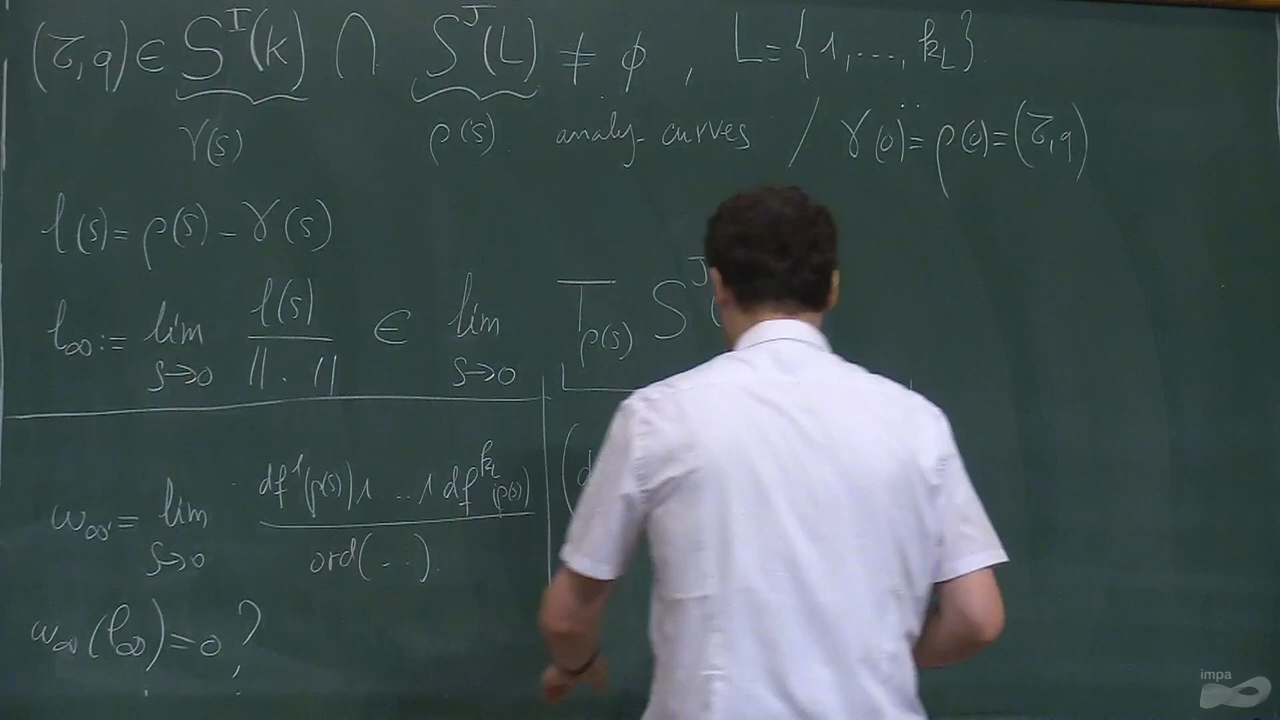 (τ,q) ∈ S^I(k) ∩ S^J(L) ≠ ϕ , L = {1,..., k_L}
γ(s) ρ(s) analy. curves / γ(0) = ρ(0) = (τ,q)
l(s) = ρ(s) - γ(s)
l_∞ := lim_{s→0} l(s) / ||.|| ∈ lim_{s→0} T_{ρ(s)} S^J
ω_∞ = lim_{s→0} df^1(ρ(s)) ∧ ... ∧ df^{k_L}(ρ(s)) / ord(...)
ω_∞(l_∞) = 0 ?
impa